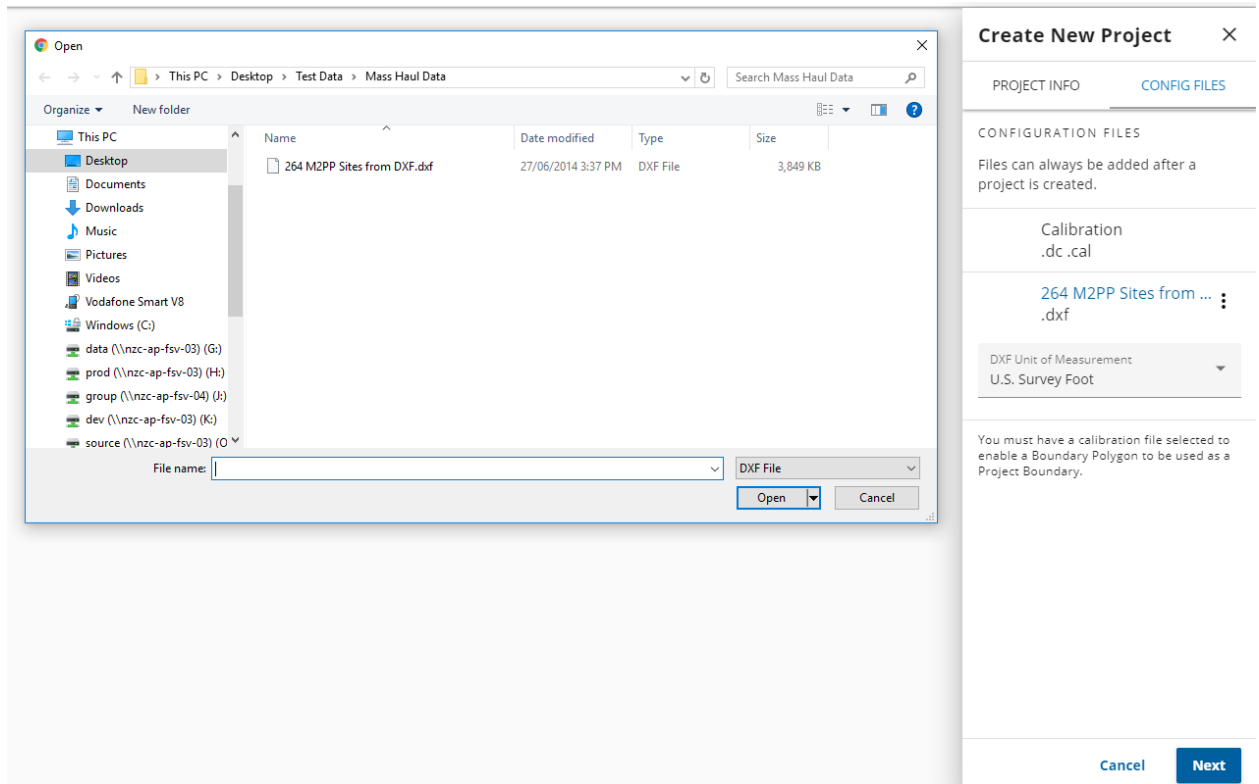 Open
This PC > Desktop > Test Data > Mass Haul Data
Search Mass Haul Data
Organize
New folder
This PC
Desktop
Documents
Downloads
Music
Pictures
Videos
Vodafone Smart V8
Windows (C:)
data (\\nzc-ap-fsv-03) (G:)
prod (\\nzc-ap-fsv-03) (H:)
group (\\nzc-ap-fsv-04) (J:)
dev (\\nzc-ap-fsv-03) (K:)
source (\\nzc-ap-fsv-03) (O
Name Date modified Type Size
264 M2PP Sites from DXF.dxf 27/06/2014 3:37 PM DXF File 3,849 KB
File name:
DXF File
Open
Cancel
Create New Project
PROJECT INFO
CONFIG FILES
CONFIGURATION FILES
Files can always be added after a
project is created.
Calibration
.dc .cal
264 M2PP Sites from ...
.dxf
DXF Unit of Measurement
U.S. Survey Foot
You must have a calibration file selected to
enable a Boundary Polygon to be used as a
Project Boundary.
Cancel
Next